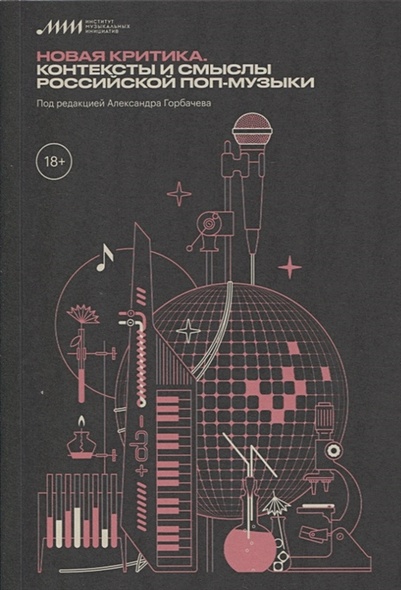 ИНСТИТУТ
МУЗЫКАЛЬНЫХ
ИНИЦИАТИВ
НОВАЯ КРИТИКА.
КОНТЕКСТЫ И СМЫСЛЫ
РОССИЙСКОЙ ПОП-МУЗЫКИ
Под редакцией Александра Горбачева
18+